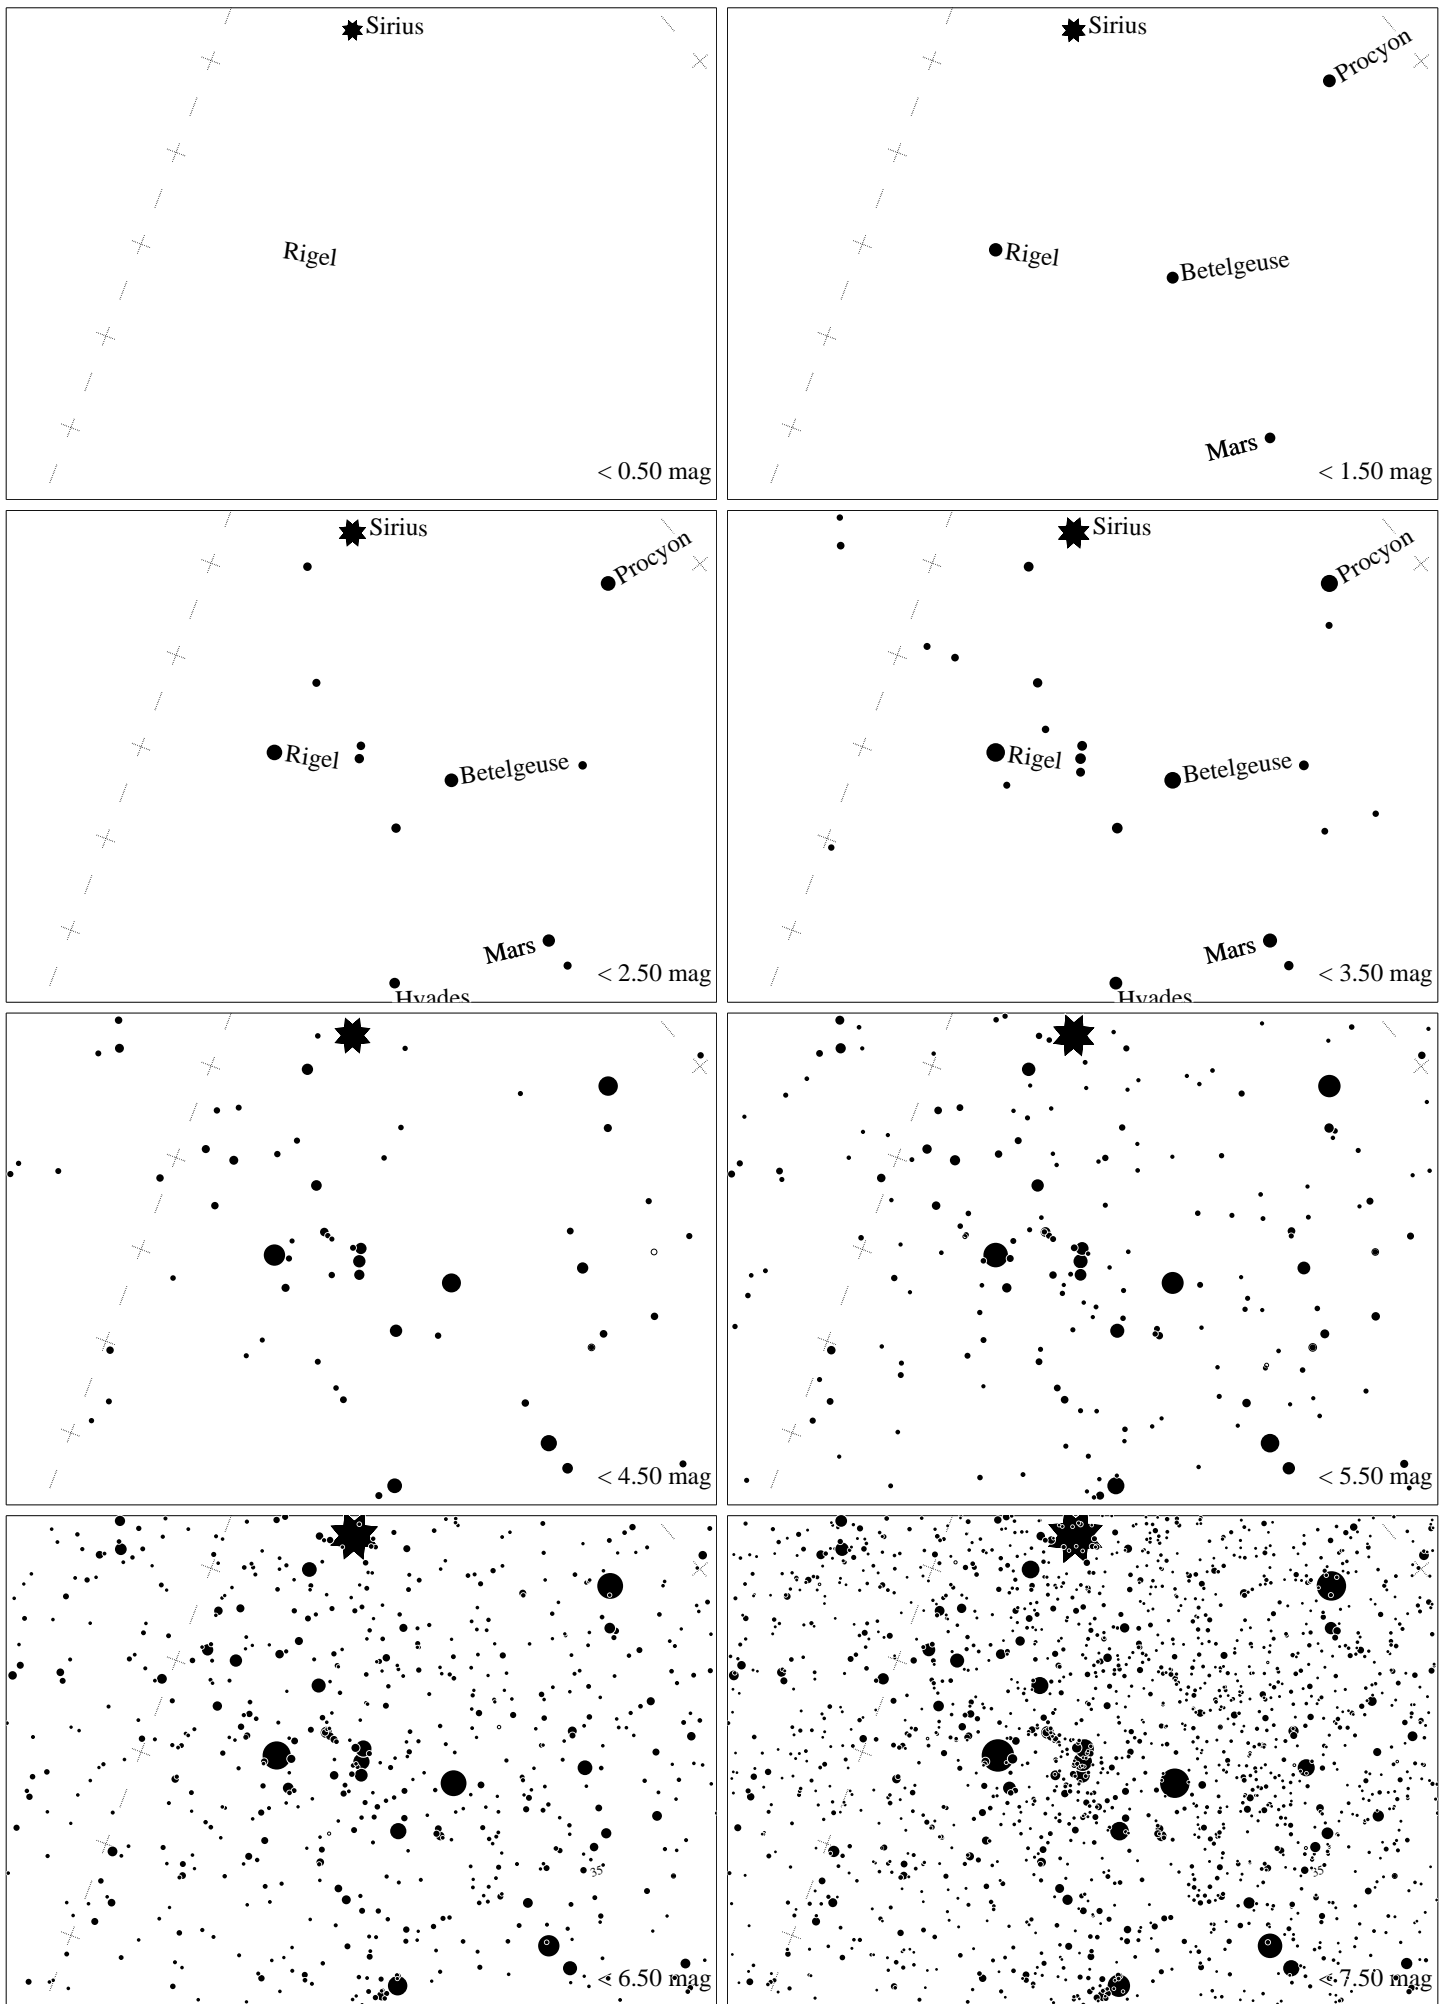 Sirius
Rigel
< 0.50 mag
Sirius
Procyon
Rigel
Betelgeuse
Mars
< 1.50 mag
Sirius
Procyon
Rigel
Betelgeuse
Mars
< 2.50 mag
Hyades
Sirius
Procyon
Rigel
Betelgeuse
Mars
< 3.50 mag
Hyades
< 4.50 mag
< 5.50 mag
35
< 6.50 mag
35
< 7.50 mag